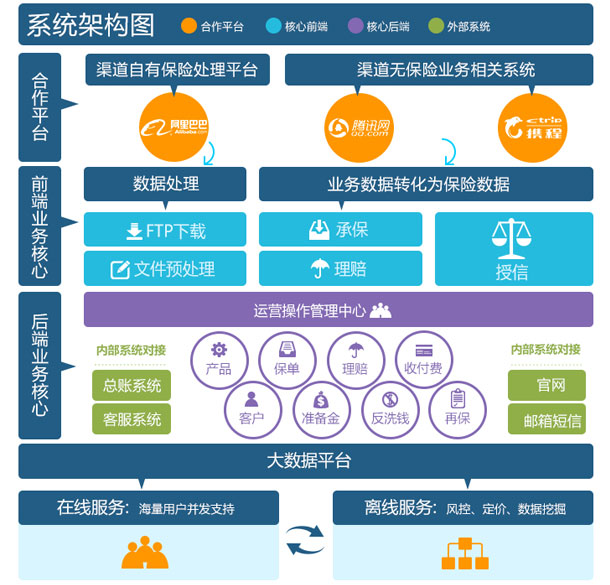 系统架构图
合作平台
核心前端
核心后端
外部系统
合作平台
渠道自有保险处理平台
渠道无保险业务相关系统
阿里巴巴
Alibaba.com
腾讯网
QQ.com
ctrip
携程
前端业务核心
数据处理
业务数据转化为保险数据
FTP下载
承保
文件预处理
理赔
授信
后端业务核心
运营操作管理中心
内部系统对接
总账系统
客服系统
产品
保单
理赔
收付费
客户
准备金
反洗钱
再保
内部系统对接
官网
邮箱短信
大数据平台
在线服务：海量用户并发支持
离线服务：风控、定价、数据挖掘